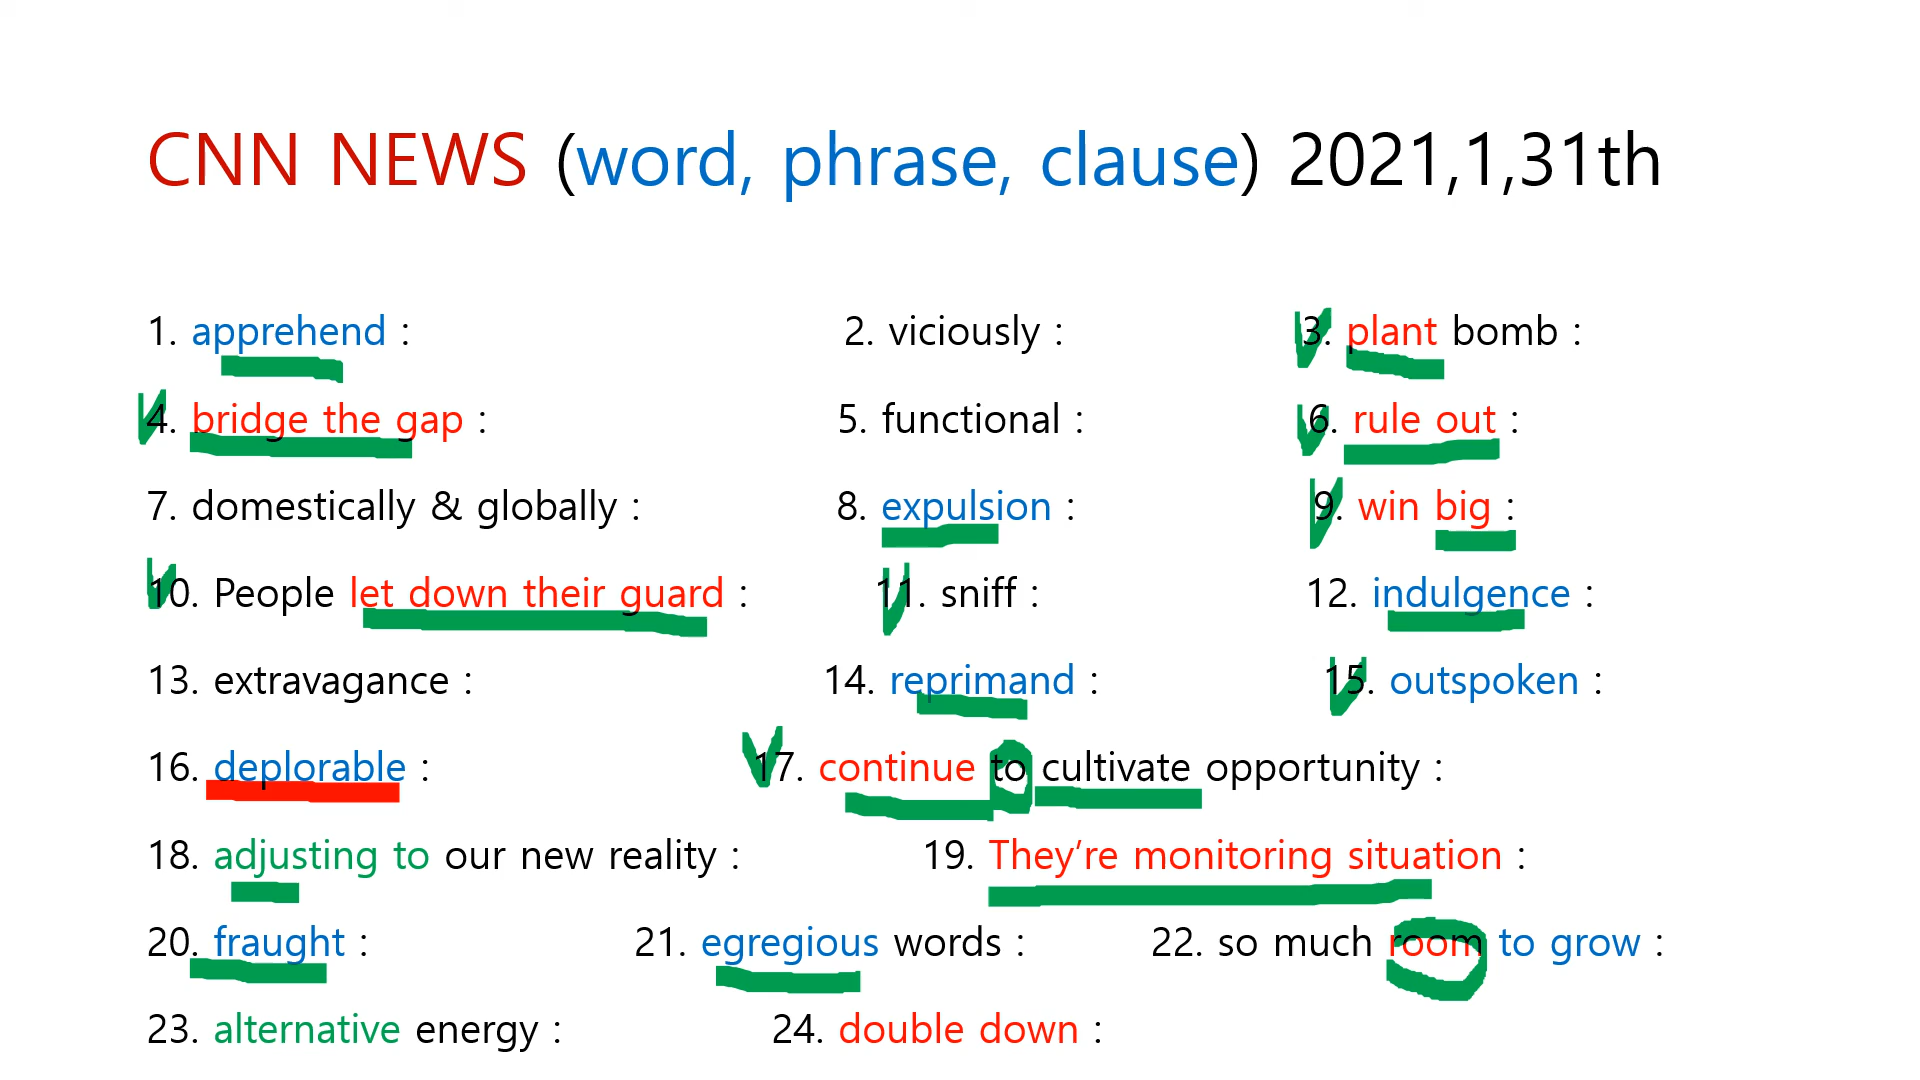 CNN NEWS (word, phrase, clause) 2021,1,31th
1. apprehend : 2. viciously : 3. plant bomb :
4. bridge the gap : 5. functional : 6. rule out :
7. domestically & globally : 8. expulsion : 9. win big :
10. People let down their guard : 11. sniff : 12. indulgence :
13. extravagance : 14. reprimand : 15. outspoken :
16. deplorable : 17. continue to cultivate opportunity :
18. adjusting to our new reality : 19. They're monitoring situation :
20. fraught : 21. egregious words : 22. so much room to grow :
23. alternative energy : 24. double down :